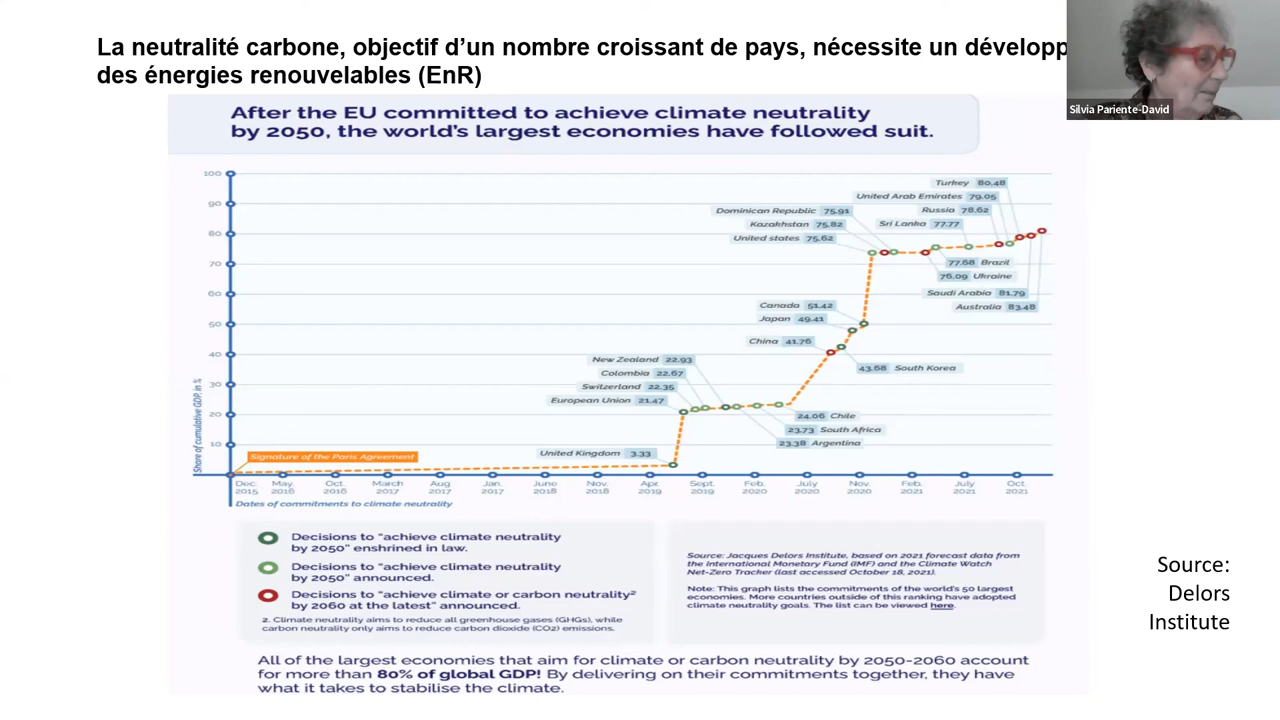 La neutralité carbone, objectif d’un nombre croissant de pays, nécessite un développ
des énergies renouvelables (EnR)
Silvia Pariente-David
After the EU committed to achieve climate neutrality
by 2050, the world's largest economies have followed suit.
Share of cumulative GDP, in %
100
90
80
70
60
50
40
30
20
10
Turkey 80.48
United Arab Emirates 79.05
Dominican Republic 75.91
Russia 78.62
Kazakhstan 75.82
Sri Lanka 77.77
United states 75.62
77.68 Brazil
76.09 Ukraine
Saudi Arabia 81.79
Australia 83.48
Canada 51.42
Japan 49.41
China 41.76
43.68 South Korea
New Zealand 22.93
Colombia 22.67
Switzerland 22.35
European Union 21.47
24.06 Chile
23.73 South Africa
23.38 Argentina
United Kingdom 3.33
Signature of the Paris Agreement
Dec. 2015
May. 2016
Oct. 2016
March 2017
Aug 2017
Jan. 2017
June 2018
Nov. 2018
Apr. 2019
Sept. 2019
Feb. 2020
July 2020
Nov. 2020
Feb. 2021
July 2021
Oct. 2021
Dates of commitments to climate neutrality
Decisions to "achieve climate neutrality
by 2050" enshrined in law.
Decisions to "achieve climate neutrality
by 2050" announced.
Decisions to "achieve climate or carbon neutrality²
by 2060 at the latest" announced.
2. Climate neutrality aims to reduce all greenhouse gases (GHGs), while
carbon neutrality only aims to reduce carbon dioxide (CO2) emissions.
Source: Jacques Delors Institute, based on 2021 forecast data from
the International Monetary Fund (IMF) and the Climate Watch
Net-Zero Tracker (last accessed October 18, 2021).
Note: This graph lists the commitments of the world's 50 largest
economies. More countries outside of this ranking have adopted
climate neutrality goals. The list can be viewed here.
Source:
Delors
Institute
All of the largest economies that aim for climate or carbon neutrality by 2050-2060 account
for more than 80% of global GDP! By delivering on their commitments together, they have
what it takes to stabilise the climate.